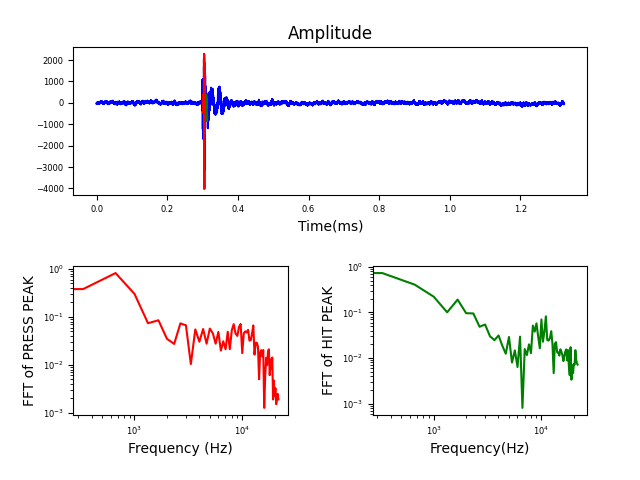 Amplitude
2000
1000
0
−1000
−2000
−3000
−4000
0.0 0.2 0.4 0.6 0.8 1.0 1.2
Time(ms)
FFT of PRESS PEAK
10⁰
10⁻¹
10⁻²
10⁻³
10³ 10⁴
Frequency (Hz)
FFT of HIT PEAK
10⁰
10⁻¹
10⁻²
10⁻³
10³ 10⁴
Frequency(Hz)